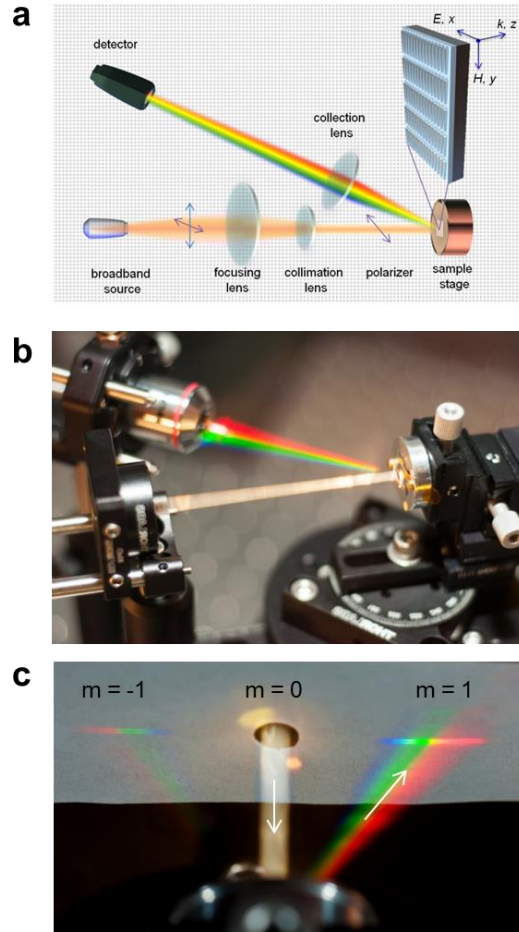 a
detector
E, x
k, z
H, y
collection
lens
broadband
source
focusing
lens
collimation
lens
polarizer
sample
stage
b
c
m = -1
m = 0
m = 1